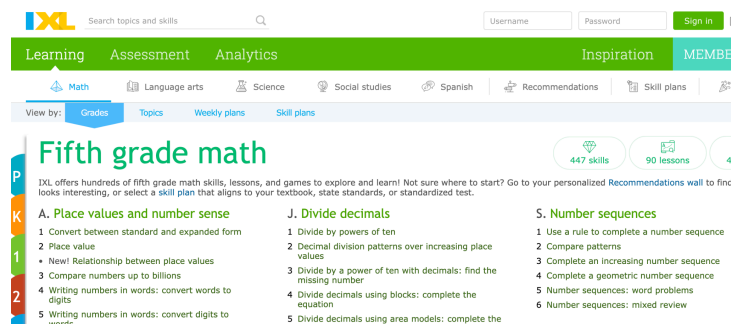 IXL
Search topics and skills
Username
Password
Sign in
Learning
Assessment
Analytics
Inspiration
Math
Language arts
Science
Social studies
Spanish
Recommendations
Skill plans
View by:
Grades
Topics
Weekly plans
Skill plans
Fifth grade math
447 skills
90 lessons
IXL offers hundreds of fifth grade math skills, lessons, and games to explore and learn! Not sure where to start? Go to your personalized Recommendations wall to find
looks interesting, or select a skill plan that aligns to your textbook, state standards, or standardized test.
P
K
1
2
A. Place values and number sense
1 Convert between standard and expanded form
2 Place value
• New! Relationship between place values
3 Compare numbers up to billions
4 Writing numbers in words: convert words to
digits
5 Writing numbers in words: convert digits to
words
J. Divide decimals
1 Divide by powers of ten
2 Decimal division patterns over increasing place
values
3 Divide by a power of ten with decimals: find the
missing number
4 Divide decimals using blocks: complete the
equation
5 Divide decimals using area models: complete the
S. Number sequences
1 Use a rule to complete a number sequence
2 Compare patterns
3 Complete an increasing number sequence
4 Complete a geometric number sequence
5 Number sequences: word problems
6 Number sequences: mixed review